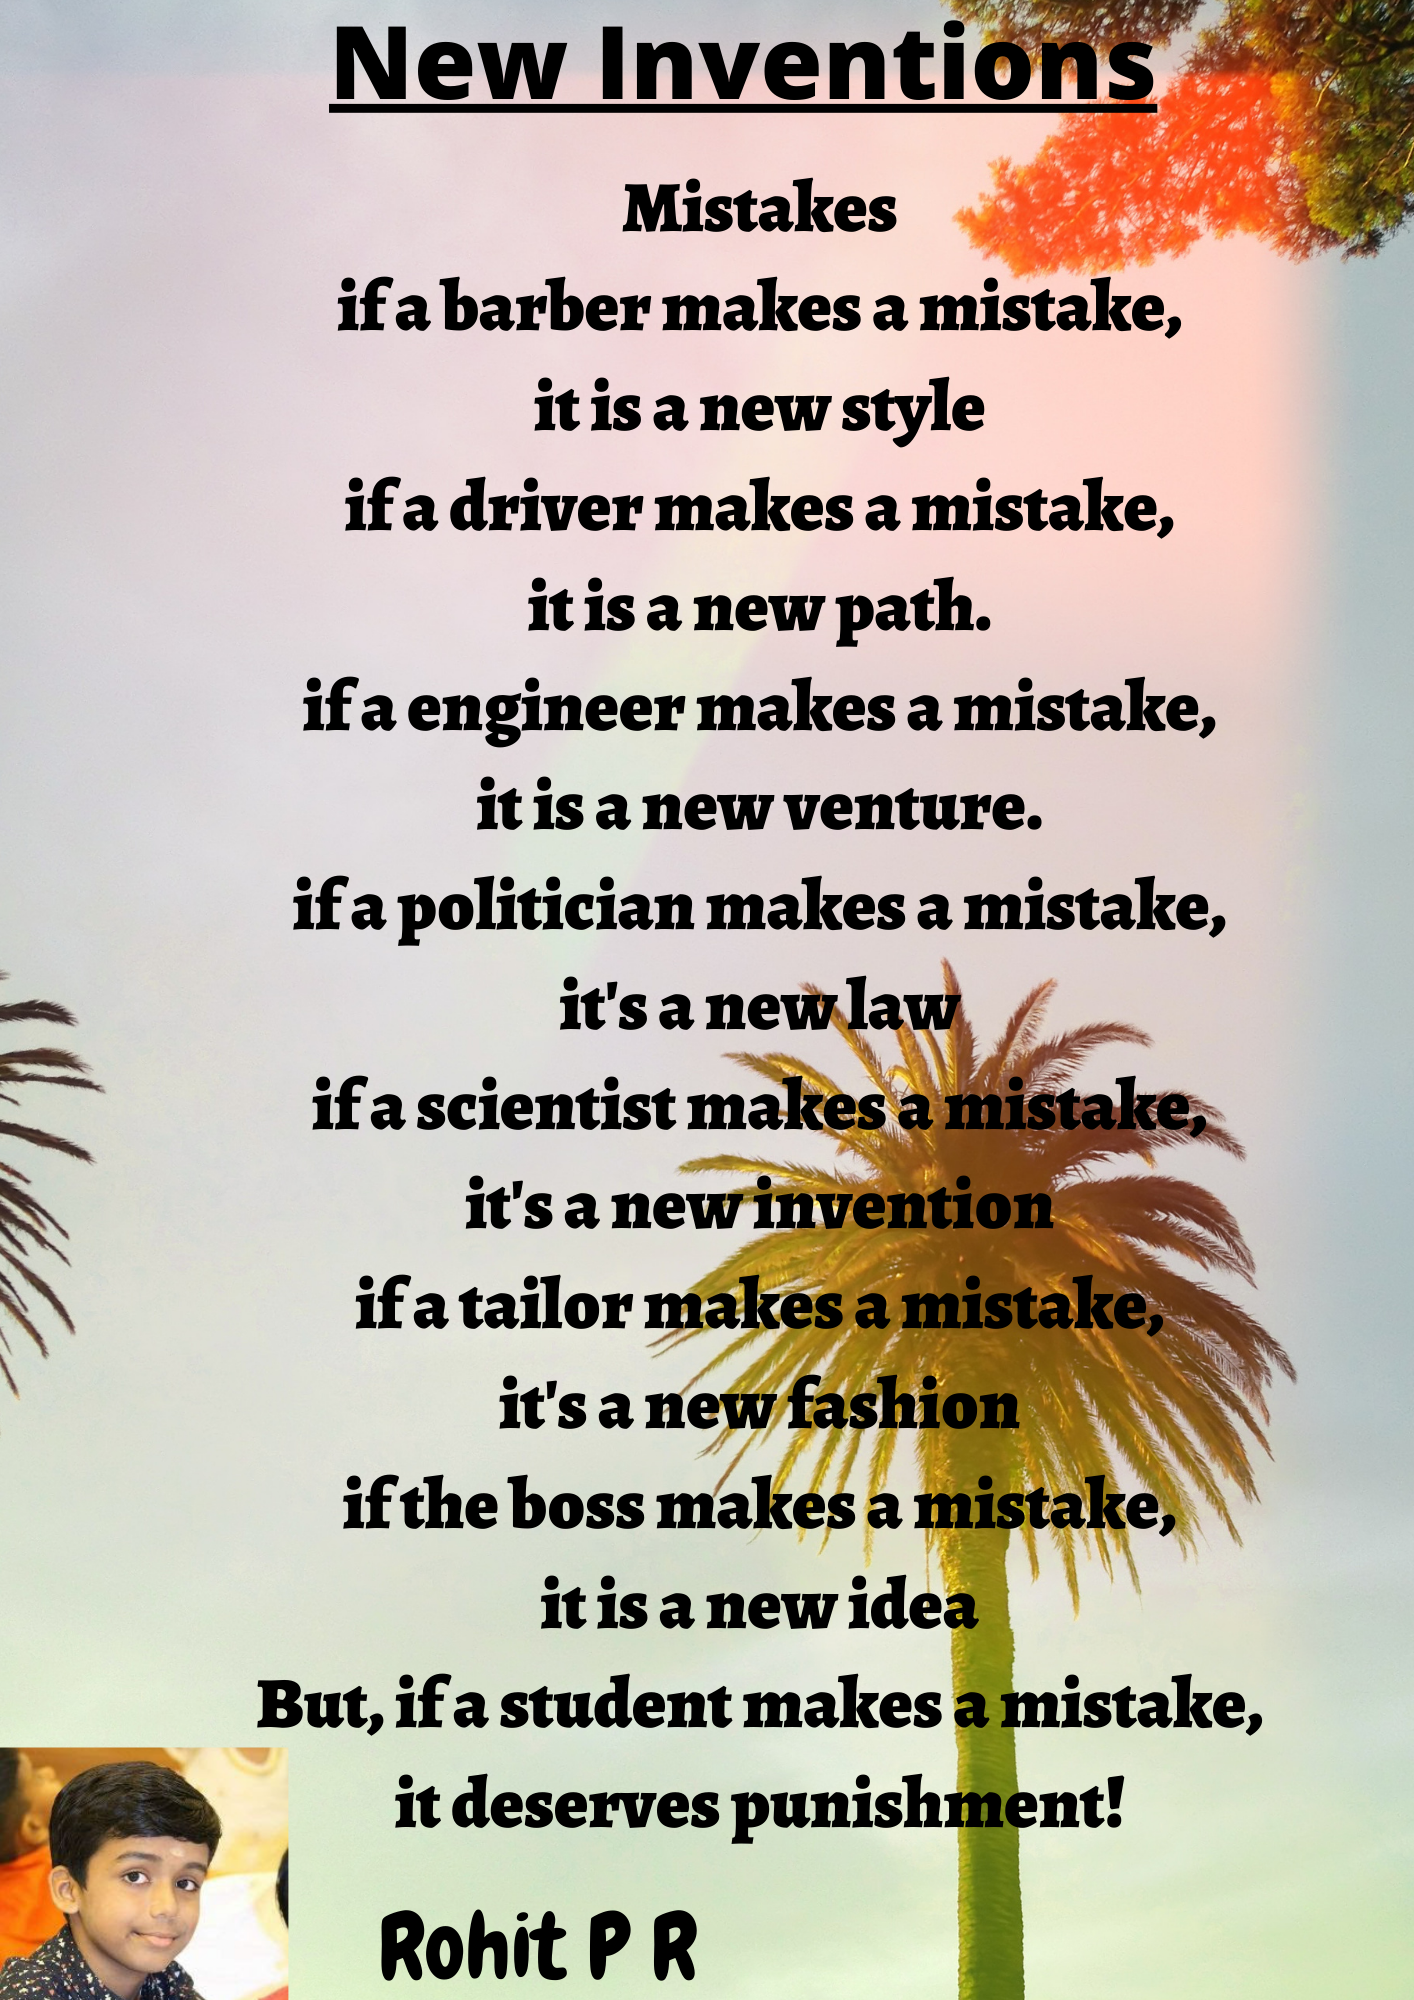 New Inventions
Mistakes
if a barber makes a mistake,
it is a new style
if a driver makes a mistake,
it is a new path.
if a engineer makes a mistake,
it is a new venture.
if a politician makes a mistake,
it's a new law
if a scientist makes a mistake,
it's a new invention
if a tailor makes a mistake,
it's a new fashion
if the boss makes a mistake,
it is a new idea
But, if a student makes a mistake,
it deserves punishment!
Rohit P R